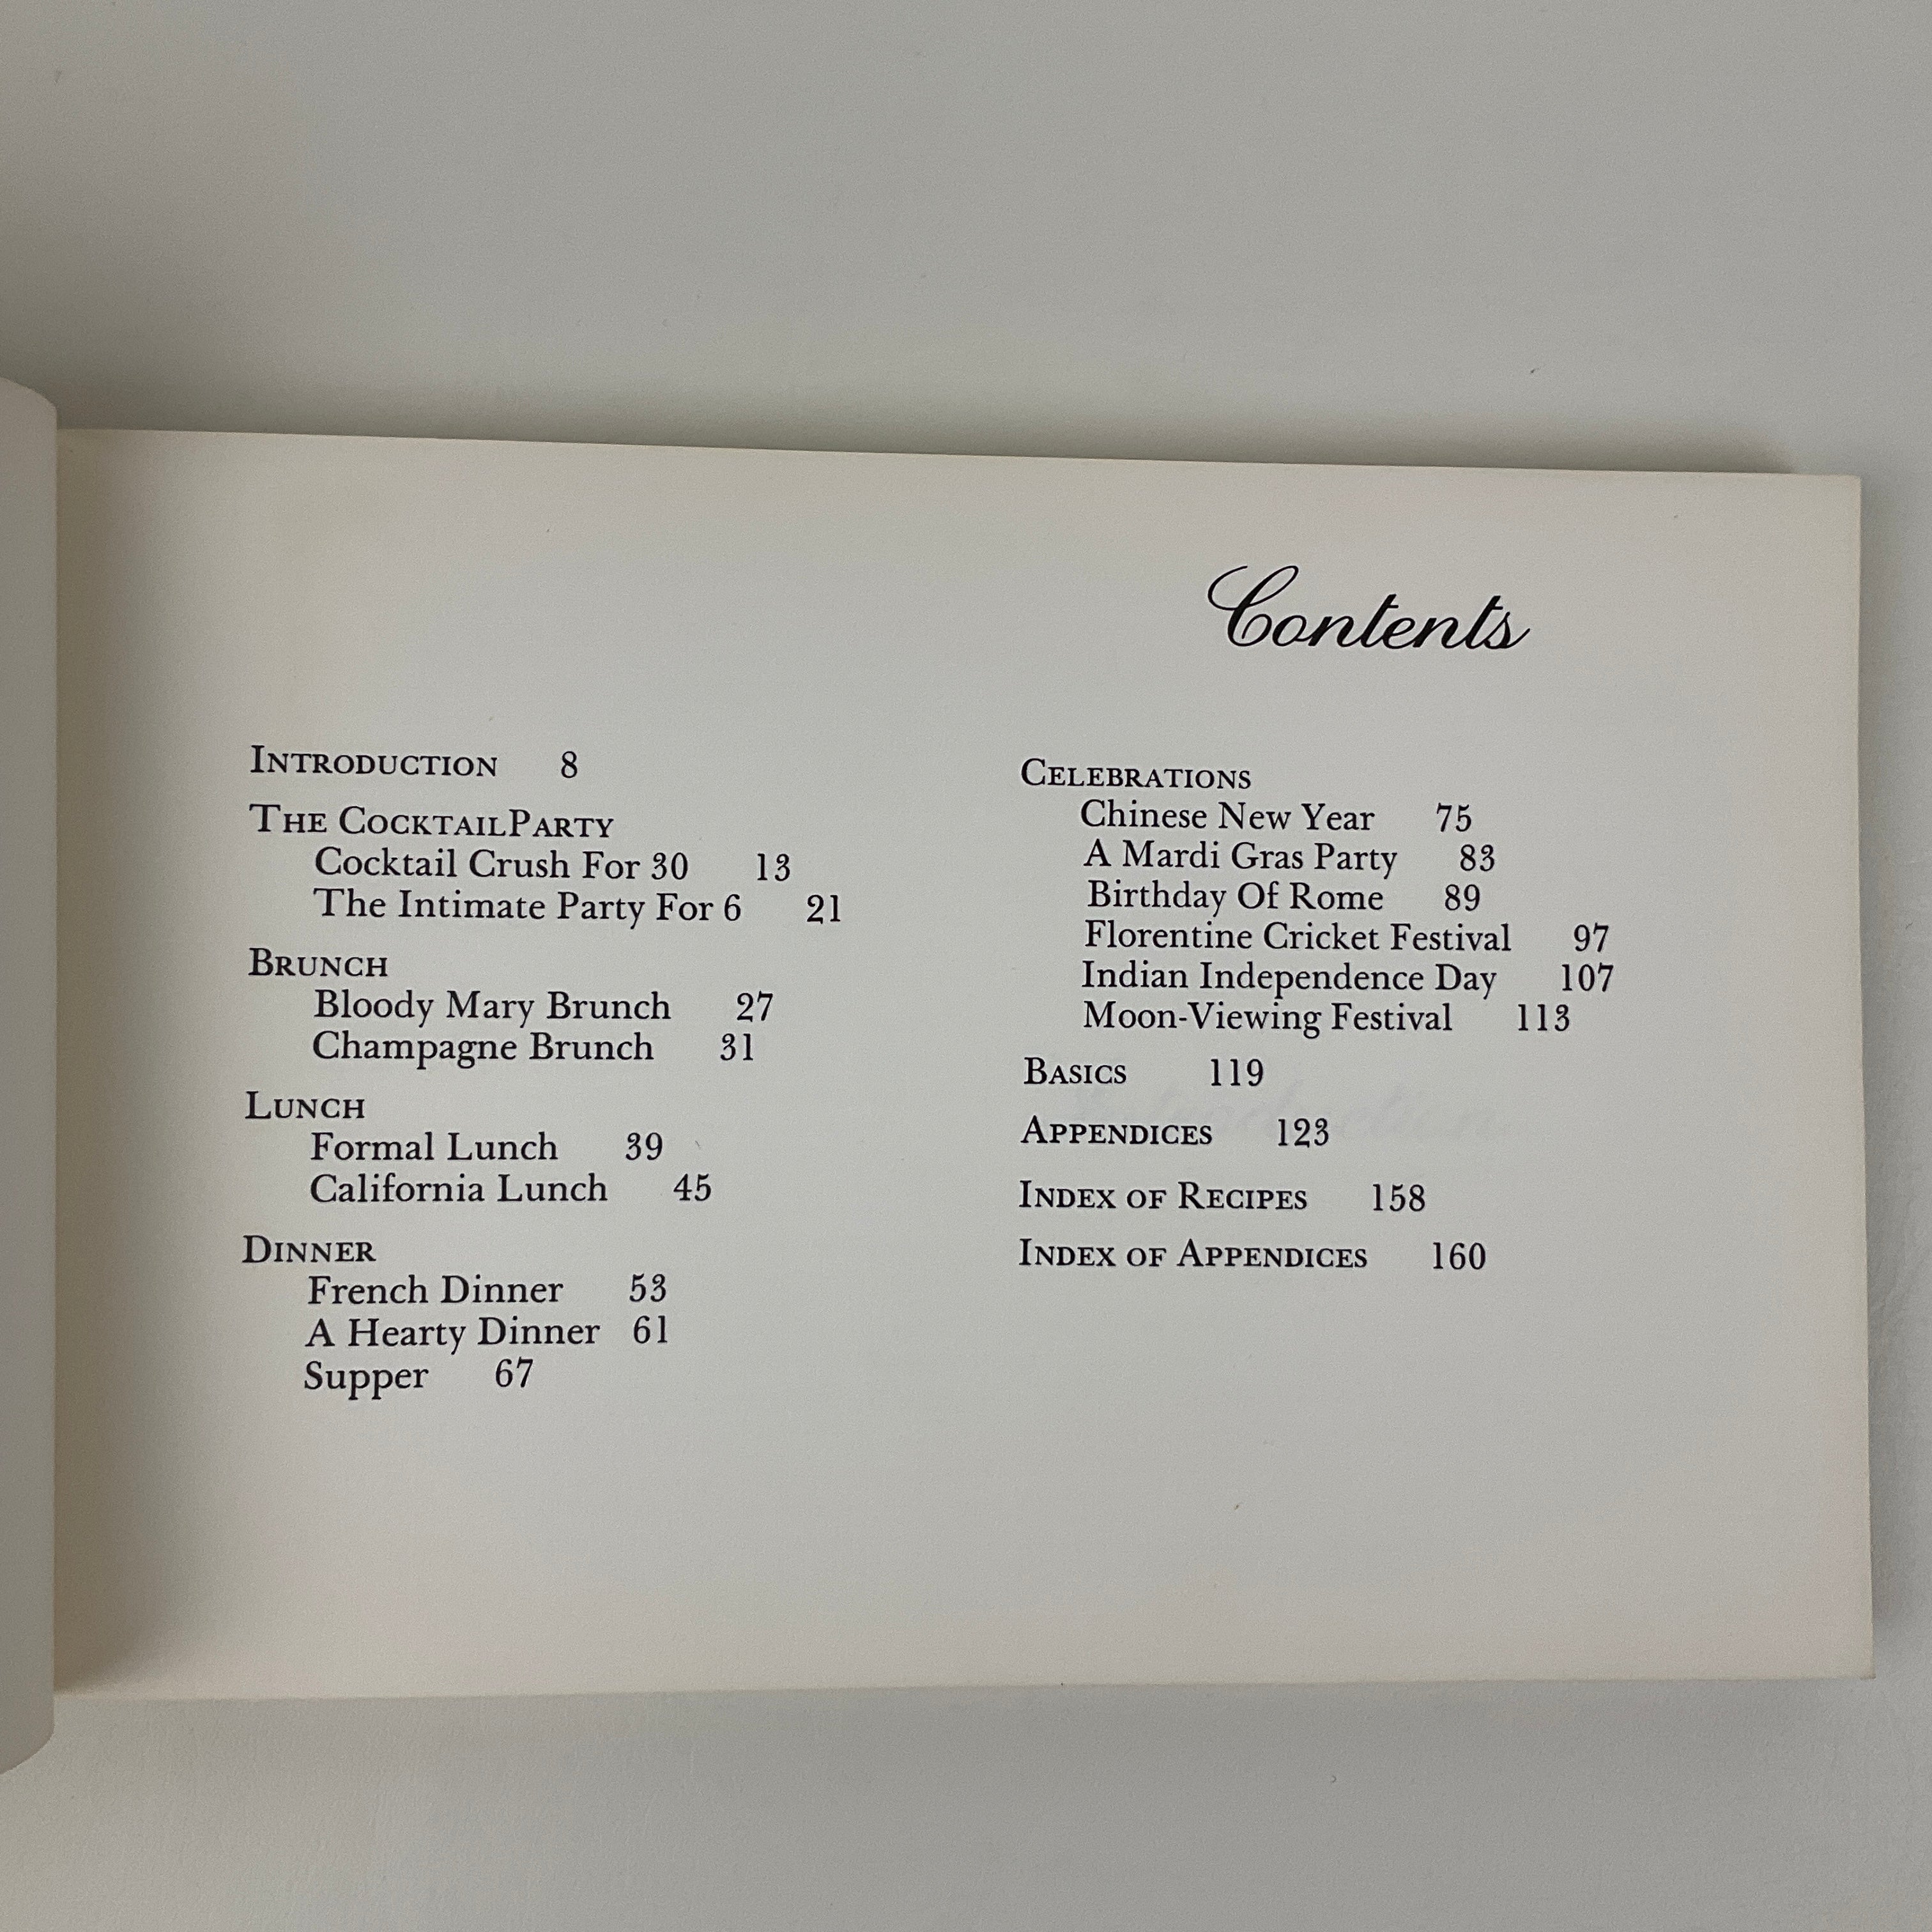 Contents
INTRODUCTION 8
THE COCKTAILPARTY
Cocktail Crush For 30 13
The Intimate Party For 6 21
BRUNCH
Bloody Mary Brunch 27
Champagne Brunch 31
LUNCH
Formal Lunch 39
California Lunch 45
DINNER
French Dinner 53
A Hearty Dinner 61
Supper 67
CELEBRATIONS
Chinese New Year 75
A Mardi Gras Party 83
Birthday Of Rome 89
Florentine Cricket Festival 97
Indian Independence Day 107
Moon-Viewing Festival 113
BASICS 119
APPENDICES 123
INDEX OF RECIPES 158
INDEX OF APPENDICES 160